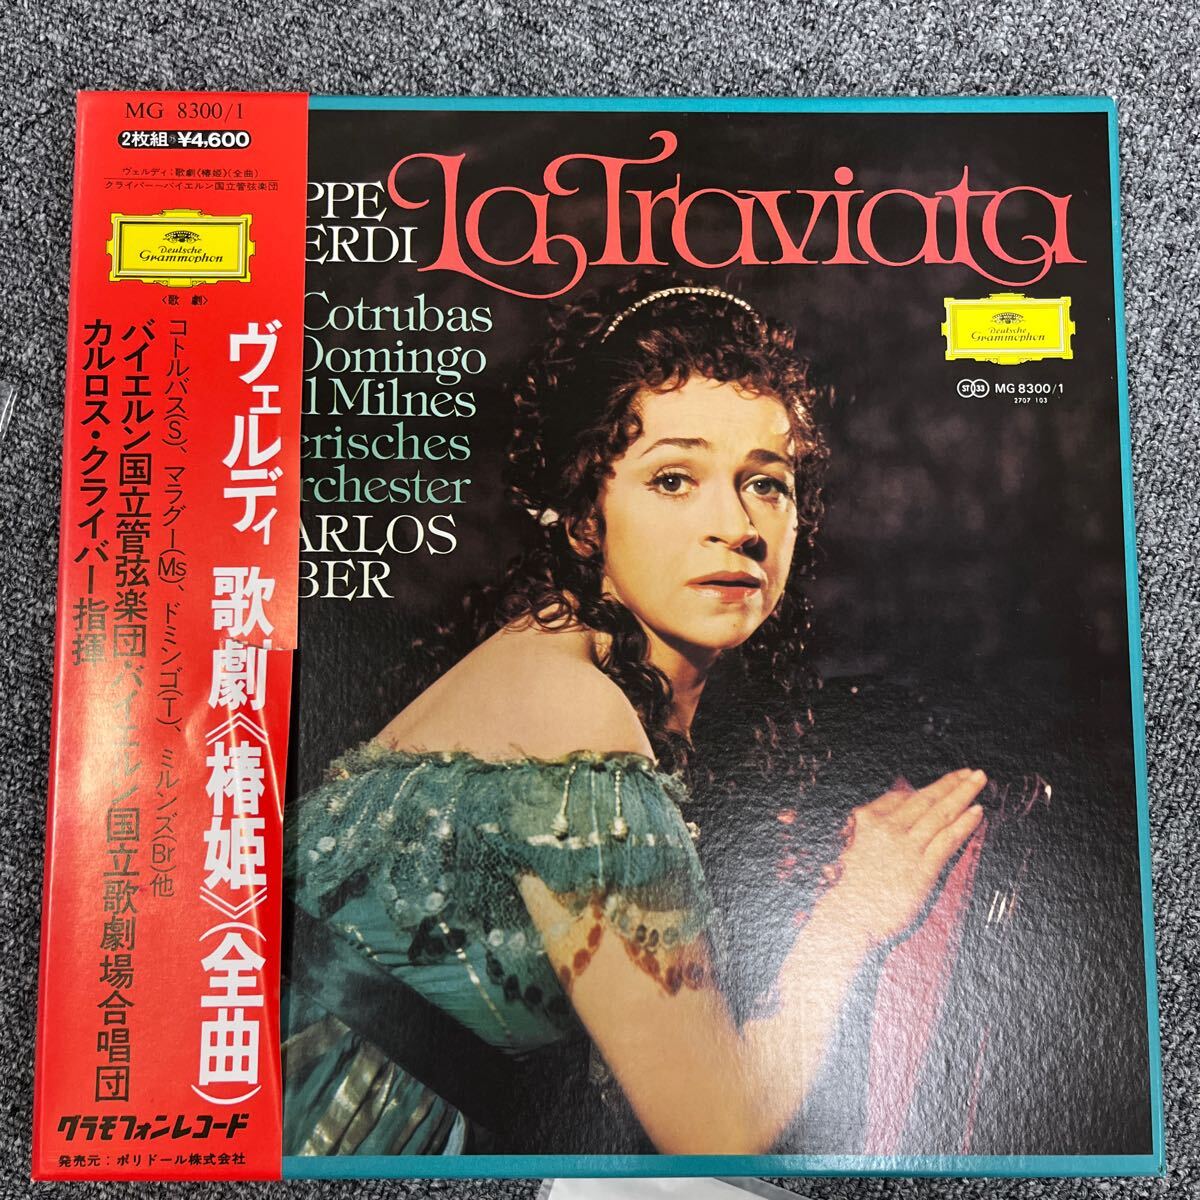 MG 8300/1
2枚組 ¥4,600
ヴェルディ:歌劇《椿姫》(全曲)
クライバー—バイエルン国立管弦楽団
Deutsche
Grammophon
〈歌劇〉
ヴェルディ 歌劇《椿姫》(全曲)
コトルバス(S)、マラグー(Ms)、ドミンゴ(T)、ミルンズ(Br)他
バイエルン国立管弦楽団・バイエルン国立歌劇場合唱団
カルロス・クライバー指揮
グラモフォンレコード
発売元:ポリドール株式会社
PPE
ERDI
La Traviata
Cotrubas
Domingo
l Milnes
erisches
rchester
ARLOS
BER
Deutsche
Grammophon
ST 33 MG 8300/1
2707 103